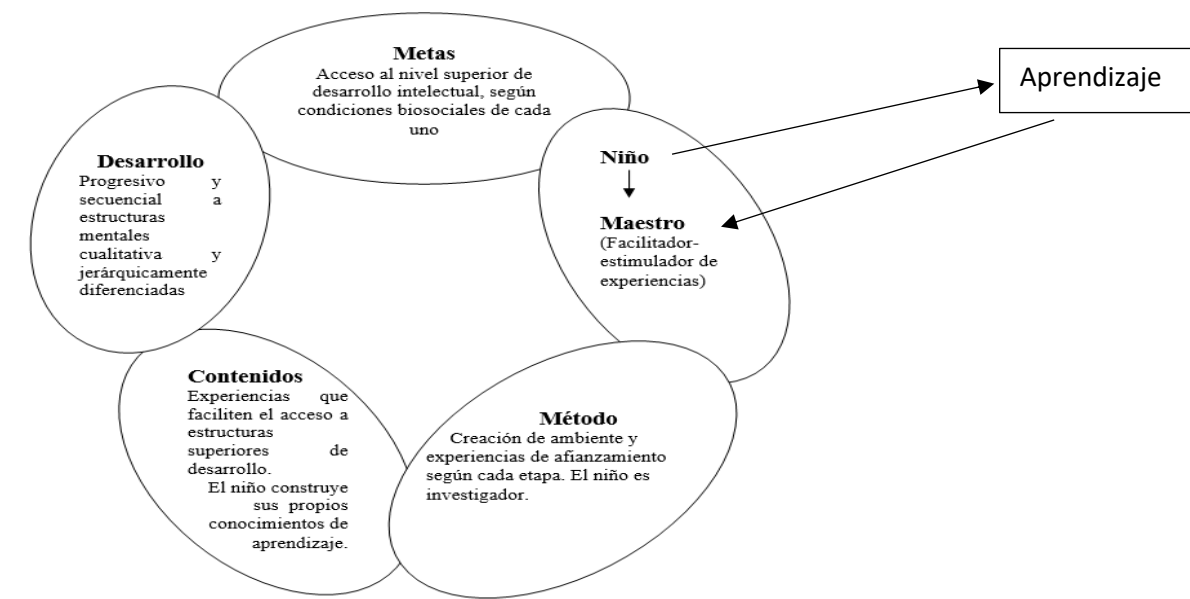 Metas
Acceso al nivel superior de
desarrollo intelectual, según
condiciones biosociales de cada
uno
Aprendizaje
Niño
Maestro
(Facilitador-
estimulador de
experiencias)
Desarrollo
Progresivo y
secuencial a
estructuras
mentales
cualitativa y
jerárquicamente
diferenciadas
Contenidos
Experiencias que
faciliten el acceso a
estructuras
superiores de
desarrollo.
El niño construye
sus propios
conocimientos de
aprendizaje.
Método
Creación de ambiente y
experiencias de afianzamiento
según cada etapa. El niño es
investigador.